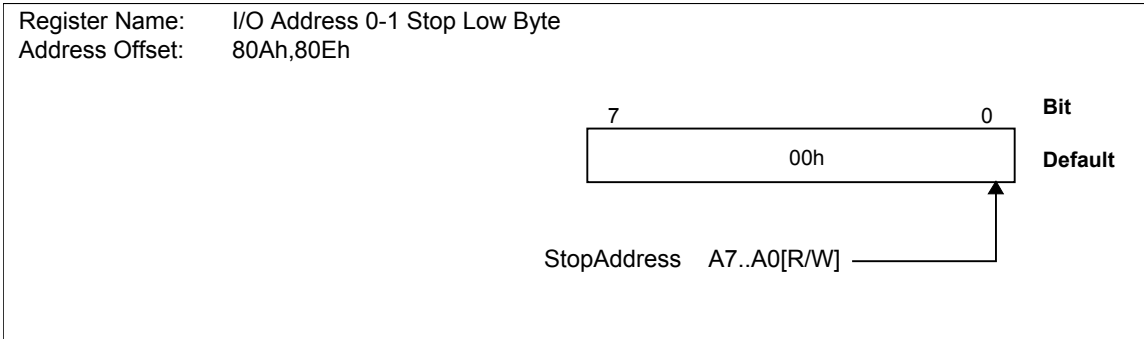 Register Name: I/O Address 0-1 Stop Low Byte
Address Offset: 80Ah,80Eh
7 0 Bit
00h Default
StopAddress A7..A0[R/W]